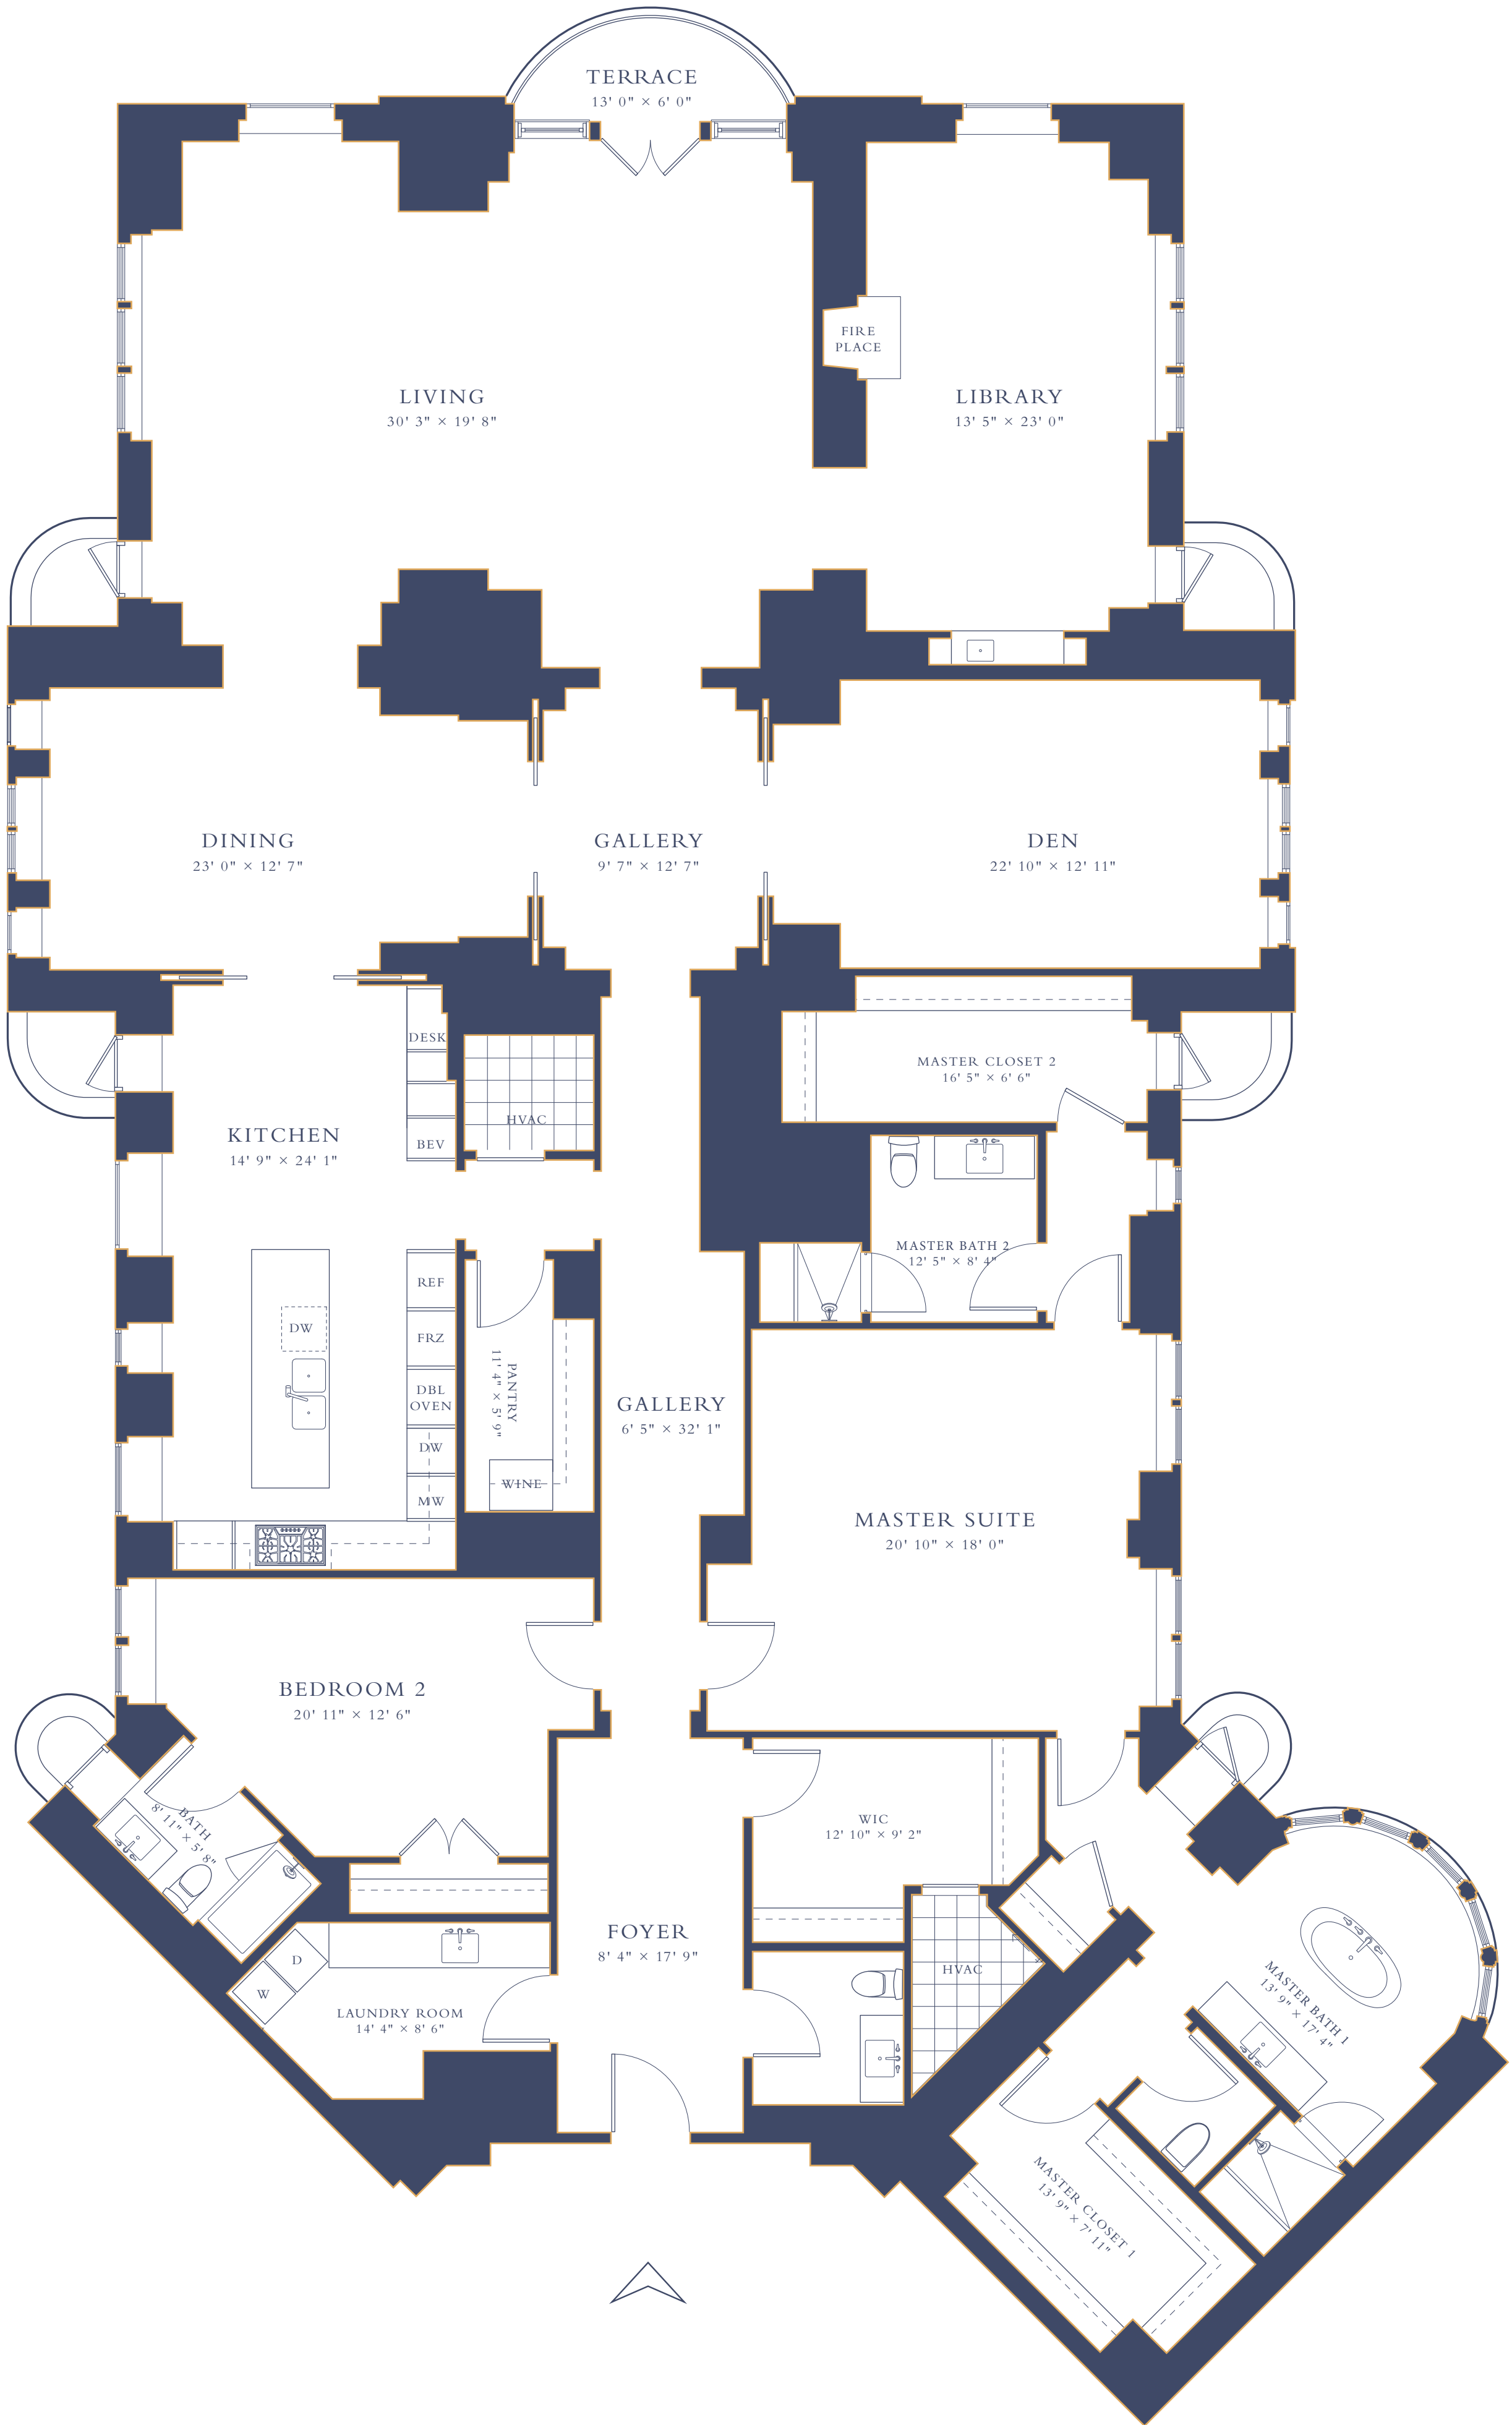 TERRACE
13' 0" × 6' 0"
FIRE
PLACE
LIVING
30' 3" × 19' 8"
LIBRARY
13' 5" × 23' 0"
DINING
23' 0" × 12' 7"
GALLERY
9' 7" × 12' 7"
DEN
22' 10" × 12' 11"
DESK
MASTER CLOSET 2
16' 5" × 6' 6"
HVAC
KITCHEN
14' 9" × 24' 1"
BEV
MASTER BATH 2
12' 5" × 8' 4"
REF
DW
FRZ
PANTRY
11' 4" × 5' 9"
DBL
OVEN
GALLERY
6' 5" × 32' 1"
DW
WINE
MW
MASTER SUITE
20' 10" × 18' 0"
BEDROOM 2
20' 11" × 12' 6"
BATH
8' 11" × 5' 8"
WIC
12' 10" × 9' 2"
FOYER
8' 4" × 17' 9"
D
W
HVAC
LAUNDRY ROOM
14' 4" × 8' 6"
MASTER BATH 1
13' 9" × 17' 4"
MASTER CLOSET 1
13' 9" × 7' 11"